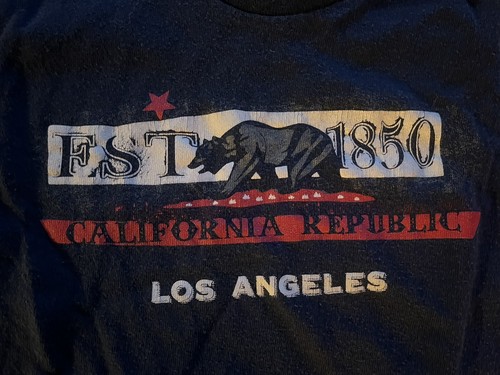 EST 1850
CALIFORNIA REPUBLIC
LOS ANGELES